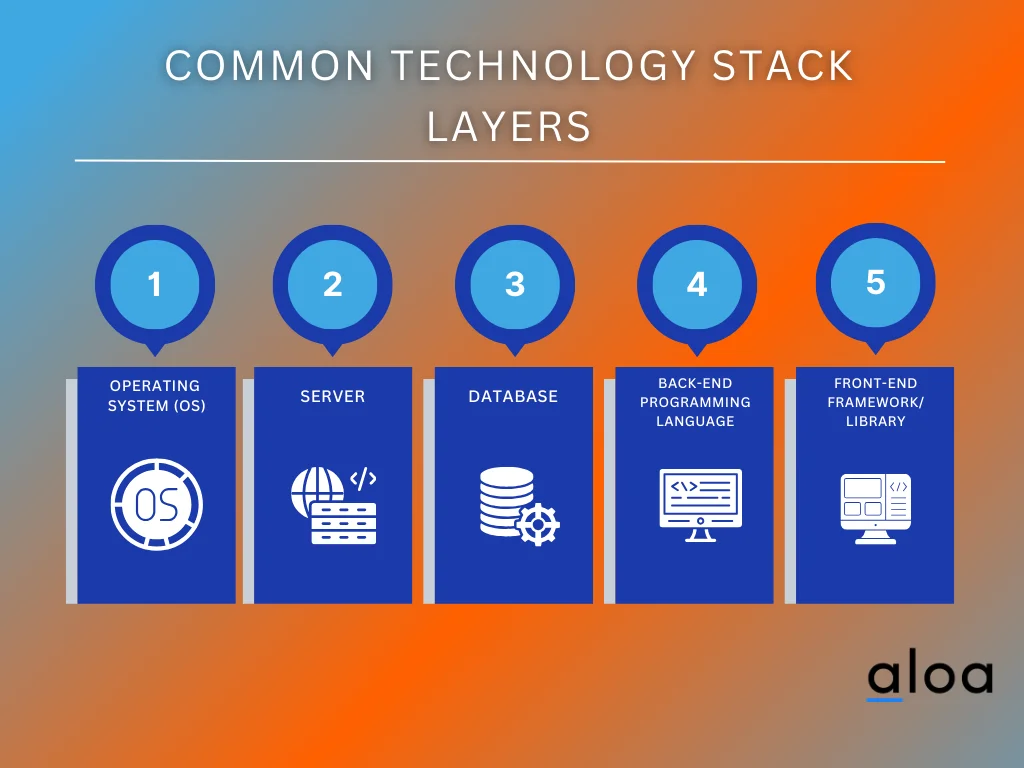 COMMON TECHNOLOGY STACK
LAYERS
1
2
3
4
5
OPERATING
SYSTEM (OS)
SERVER
DATABASE
BACK-END
PROGRAMMING
LANGUAGE
FRONT-END
FRAMEWORK/
LIBRARY
OS
</>
<\>
</>
aloa